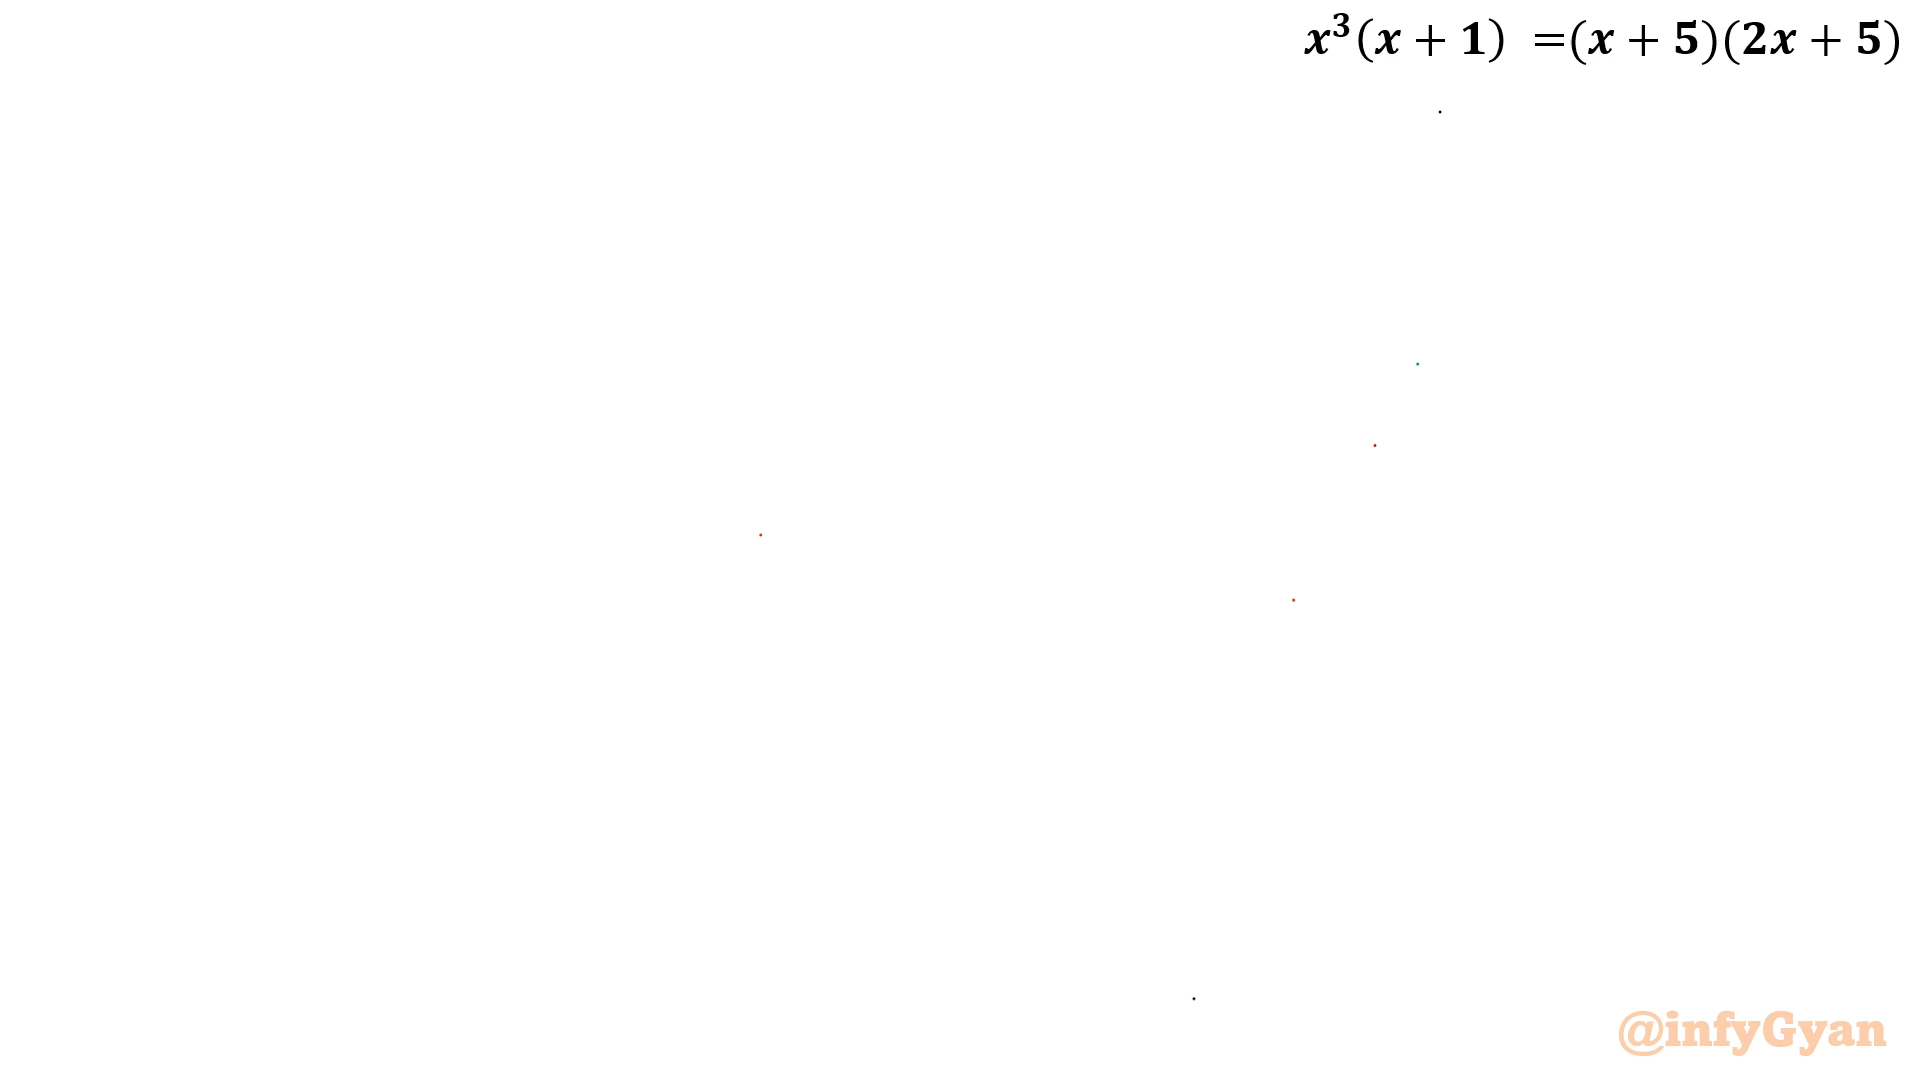 x³(x + 1) =(x + 5)(2x + 5)
@infyGyan